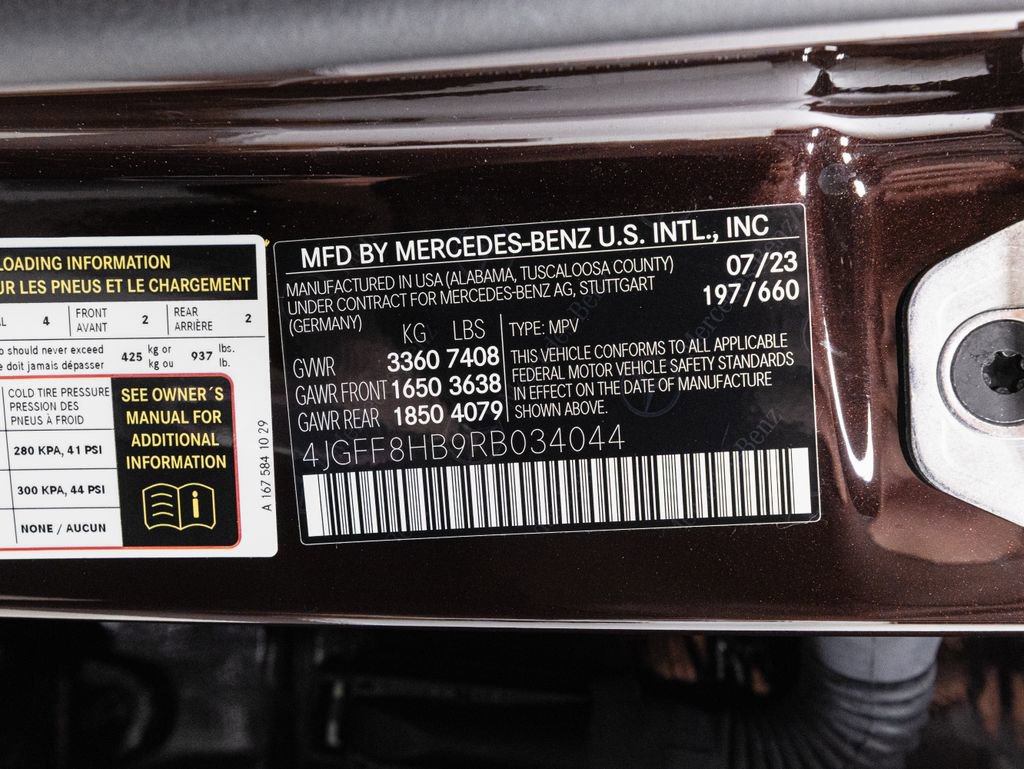 LOADING INFORMATION
UR LES PNEUS ET LE CHARGEMENT
4 FRONT 2 REAR 2
AVANT ARRIÈRE
should never exceed 425 kg or 937 lbs.
doit jamais dépasser kg ou lb.
COLD TIRE PRESSURE
PRESSION DES
PNEUS À FROID
280 KPA, 41 PSI
300 KPA, 44 PSI
NONE / AUCUN
SEE OWNER´S
MANUAL FOR
ADDITIONAL
INFORMATION
A 167 584 10 29
MFD BY MERCEDES-BENZ U.S. INTL., INC
MANUFACTURED IN USA (ALABAMA, TUSCALOOSA COUNTY) 07/23
UNDER CONTRACT FOR MERCEDES-BENZ AG, STUTTGART 197/660
(GERMANY)
KG LBS
GVWR 3360 7408
GAWR FRONT 1650 3638
GAWR REAR 1850 4079
TYPE: MPV
THIS VEHICLE CONFORMS TO ALL APPLICABLE
FEDERAL MOTOR VEHICLE SAFETY STANDARDS
IN EFFECT ON THE DATE OF MANUFACTURE
SHOWN ABOVE.
4JGFF8HB9RB034044